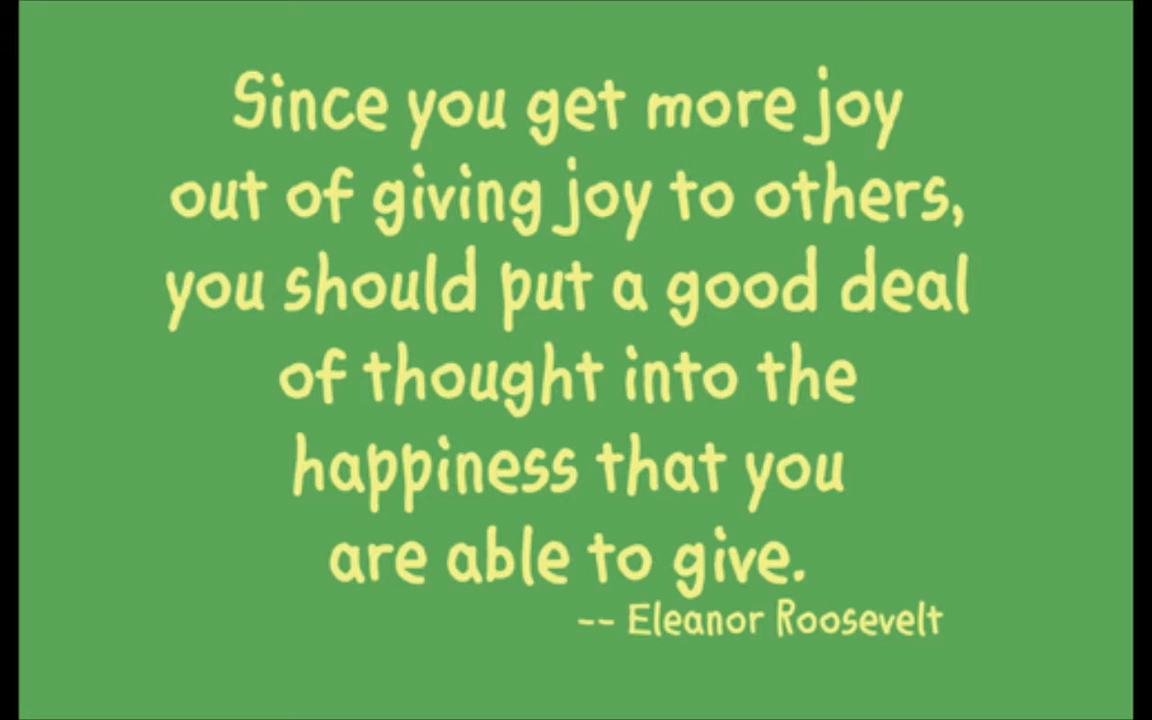 Since you get more joy
out of giving joy to others,
you should put a good deal
of thought into the
happiness that you
are able to give.
-- Eleanor Roosevelt